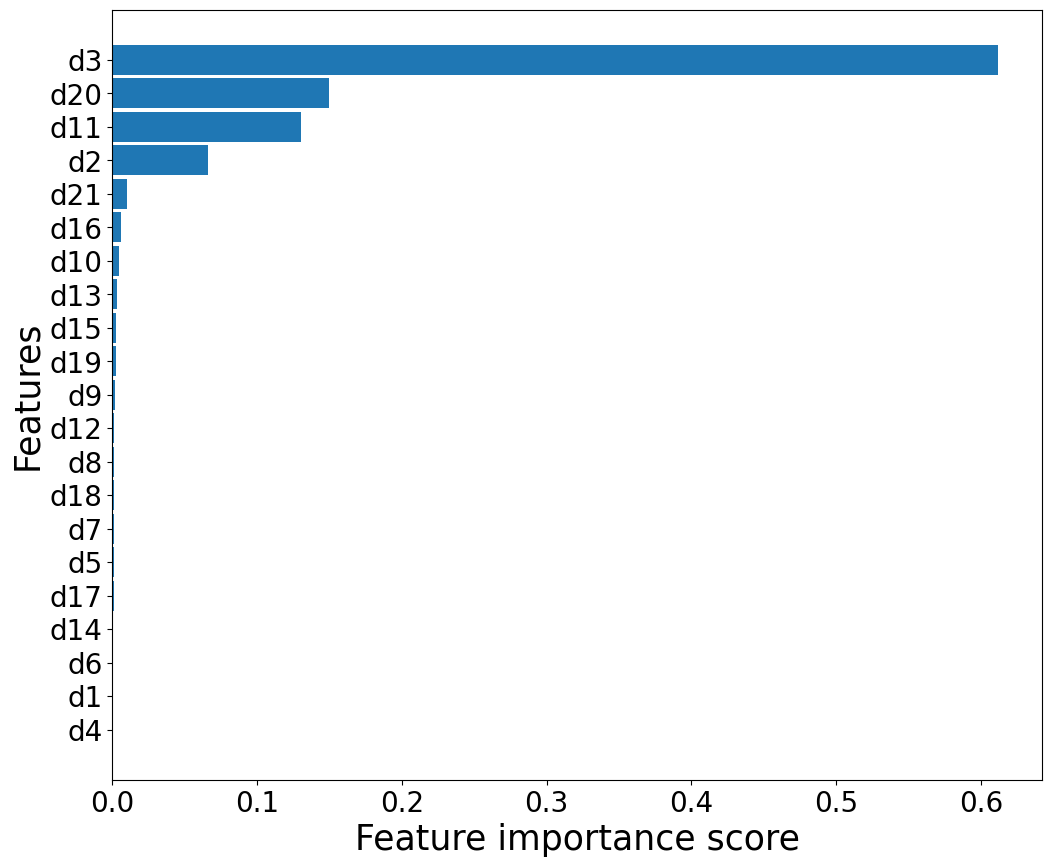 d3
d20
d11
d2
d21
d16
d10
d13
d15
d19
d9
d12
d8
d18
d7
d5
d17
d14
d6
d1
d4
Features
0.0 0.1 0.2 0.3 0.4 0.5 0.6
Feature importance score